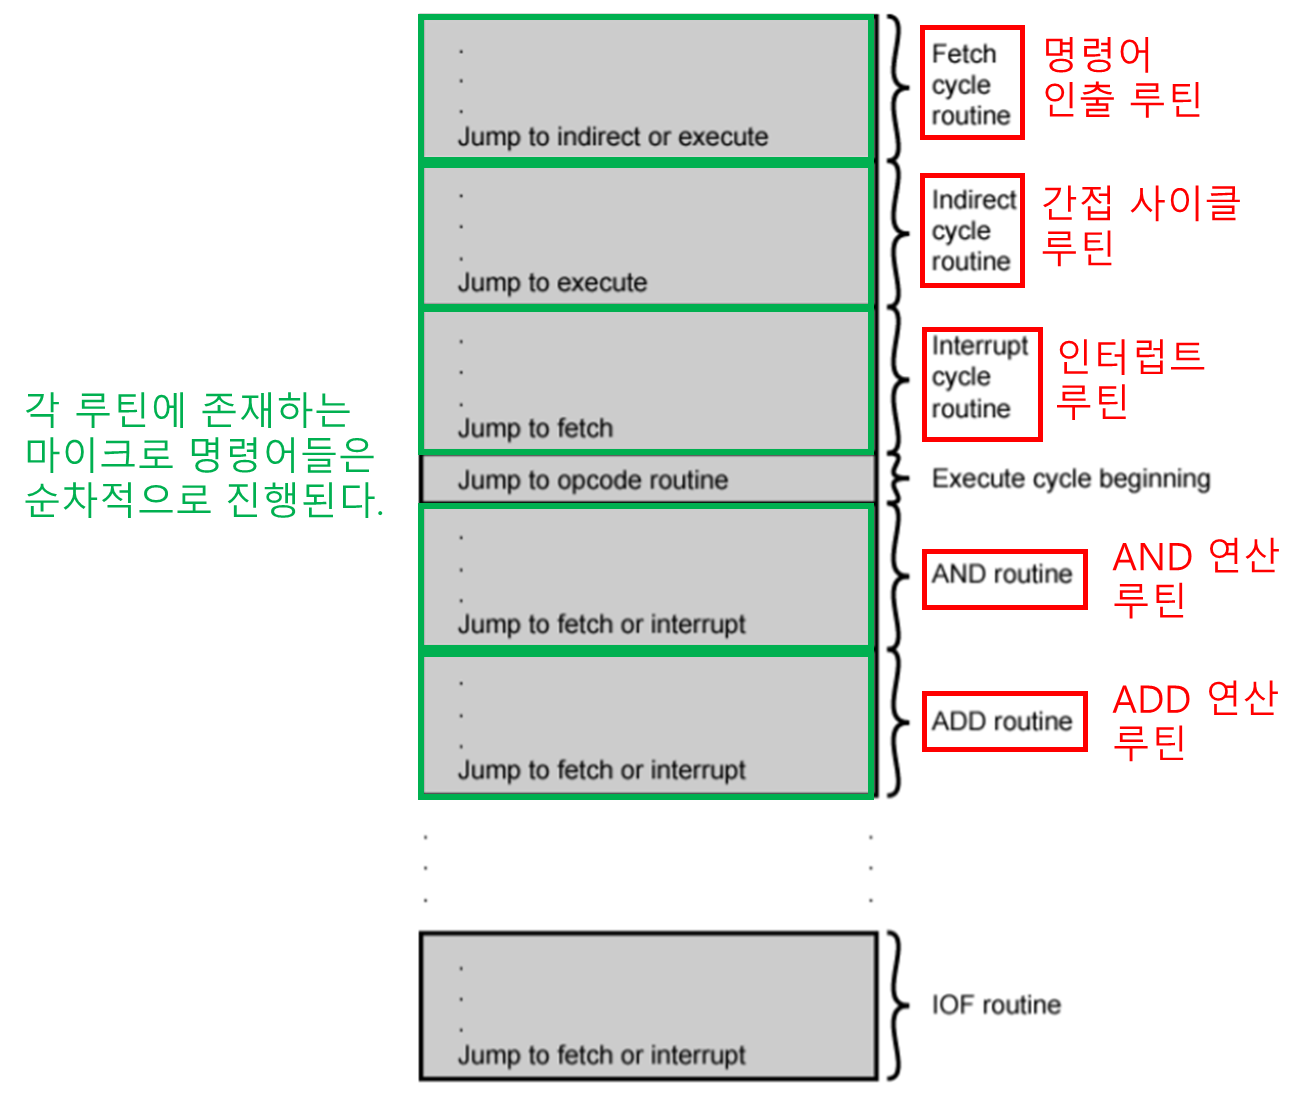 .
.
.
Jump to indirect or execute
Fetch
cycle
routine
명령어
인출 루틴
.
.
.
Jump to execute
Indirect
cycle
routine
간접 사이클
루틴
.
.
.
Jump to fetch
Interrupt
cycle
routine
인터럽트
루틴
각 루틴에 존재하는
마이크로 명령어들은
순차적으로 진행된다.
Jump to opcode routine
Execute cycle beginning
.
.
.
Jump to fetch or interrupt
AND routine
AND 연산
루틴
.
.
.
Jump to fetch or interrupt
ADD routine
ADD 연산
루틴
. .
. .
. .
.
.
.
Jump to fetch or interrupt
IOF routine